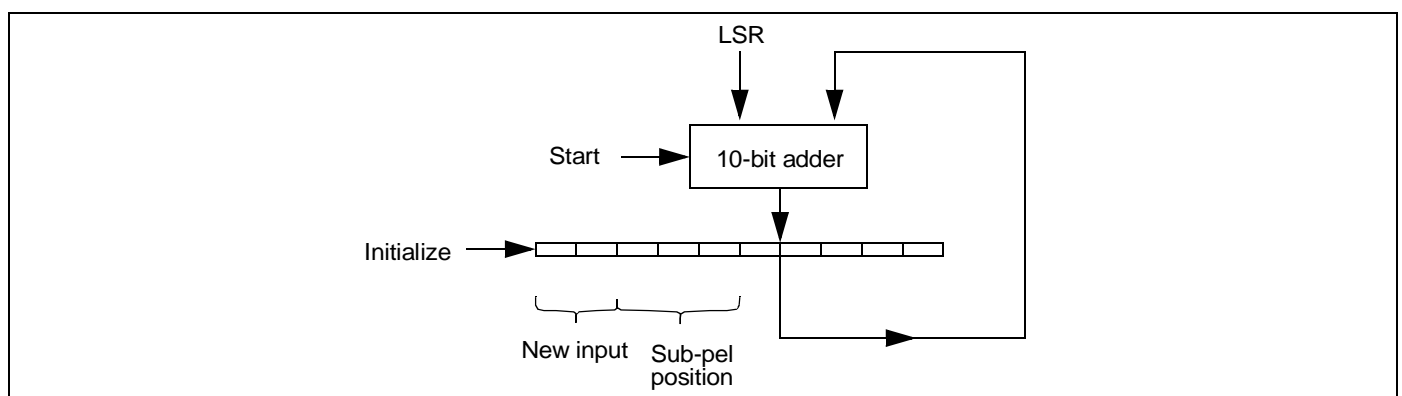 LSR
Start
10-bit adder
Initialize
New input
Sub-pel
position